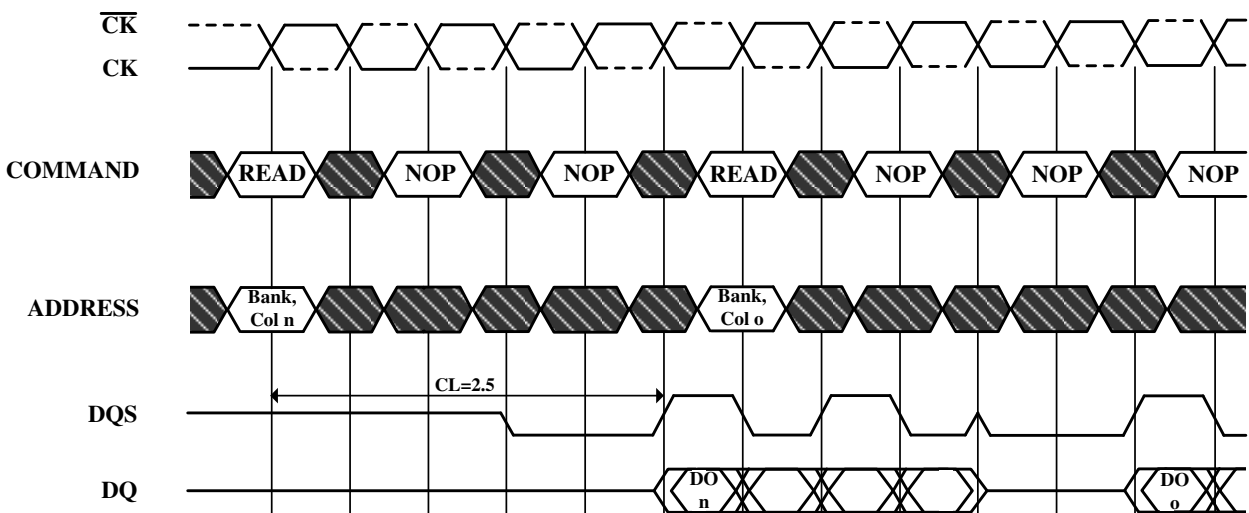 CK
CK
COMMAND
READ NOP NOP READ NOP NOP NOP
ADDRESS
Bank,
Col n
Bank,
Col o
CL=2.5
DQS
DQ
DO
n
DO
o